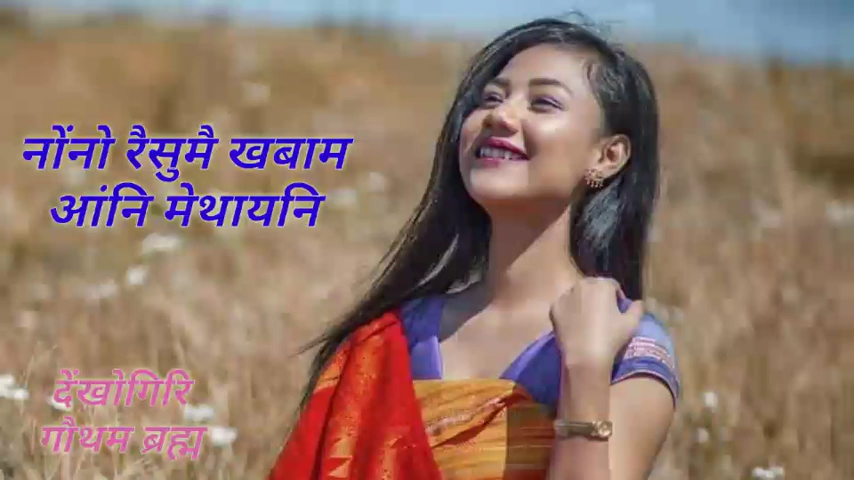 नोंनो रैसुमै खबाम
आंनि मेथायनि
देंखोगिरि
गौथम ब्रह्म